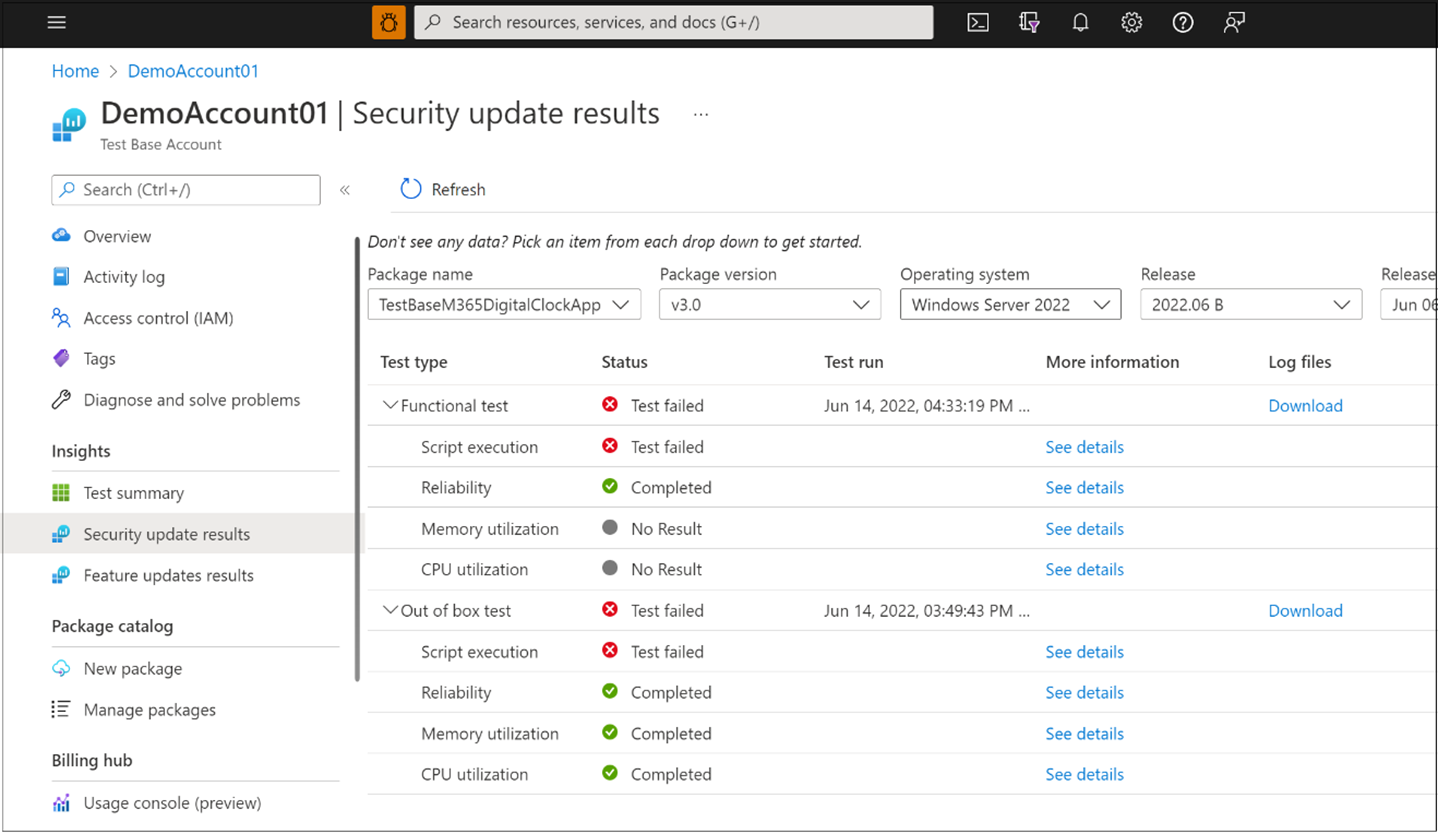 Search resources, services, and docs (G+/)
Home > DemoAccount01
DemoAccount01 | Security update results ...
Test Base Account
Search (Ctrl+/) «
Overview
Activity log
Access control (IAM)
Tags
Diagnose and solve problems
Insights
Test summary
Security update results
Feature updates results
Package catalog
New package
Manage packages
Billing hub
Usage console (preview)
Refresh
Don't see any data? Pick an item from each drop down to get started.
Package name Package version Operating system Release Release
TestBaseM365DigitalClockApp v3.0 Windows Server 2022 2022.06 B Jun 06
Test type Status Test run More information Log files
Functional test Test failed Jun 14, 2022, 04:33:19 PM ... Download
Script execution Test failed See details
Reliability Completed See details
Memory utilization No Result See details
CPU utilization No Result See details
Out of box test Test failed Jun 14, 2022, 03:49:43 PM ... Download
Script execution Test failed See details
Reliability Completed See details
Memory utilization Completed See details
CPU utilization Completed See details